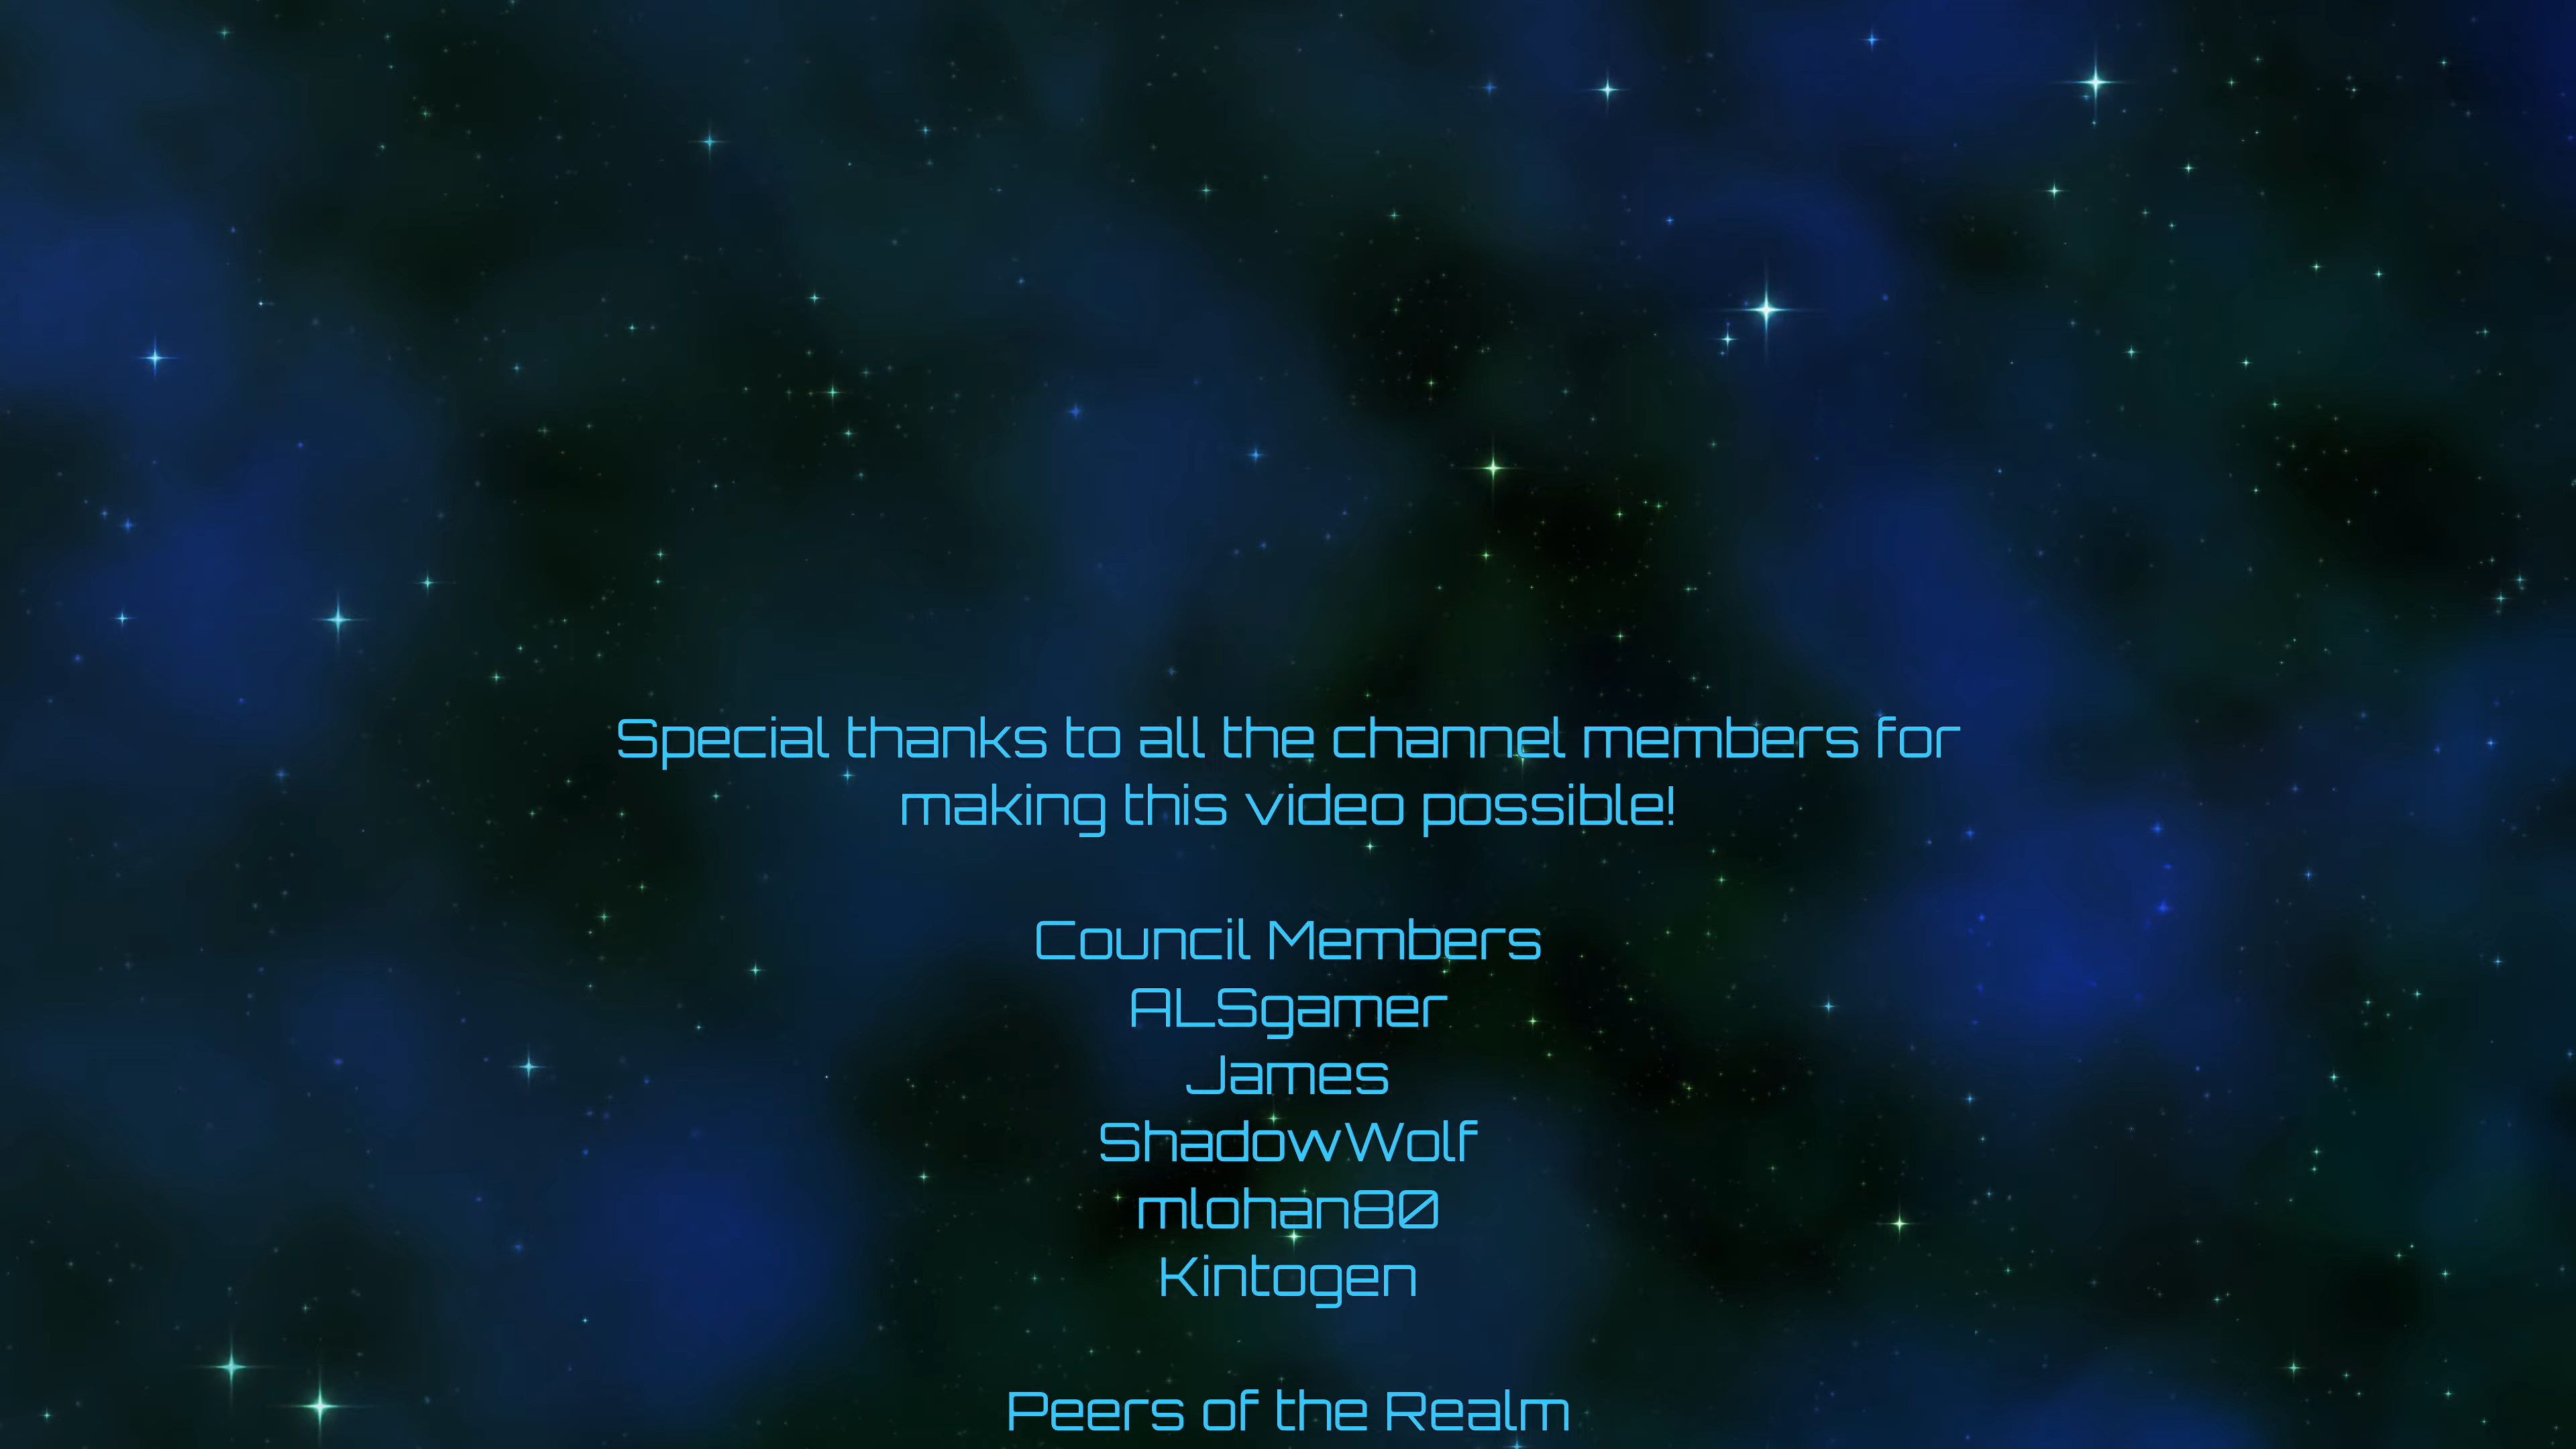 Special thanks to all the channel members for
making this video possible!
Council Members
ALSgamer
James
ShadowWolf
mlohan80
Kintogen
Peers of the Realm